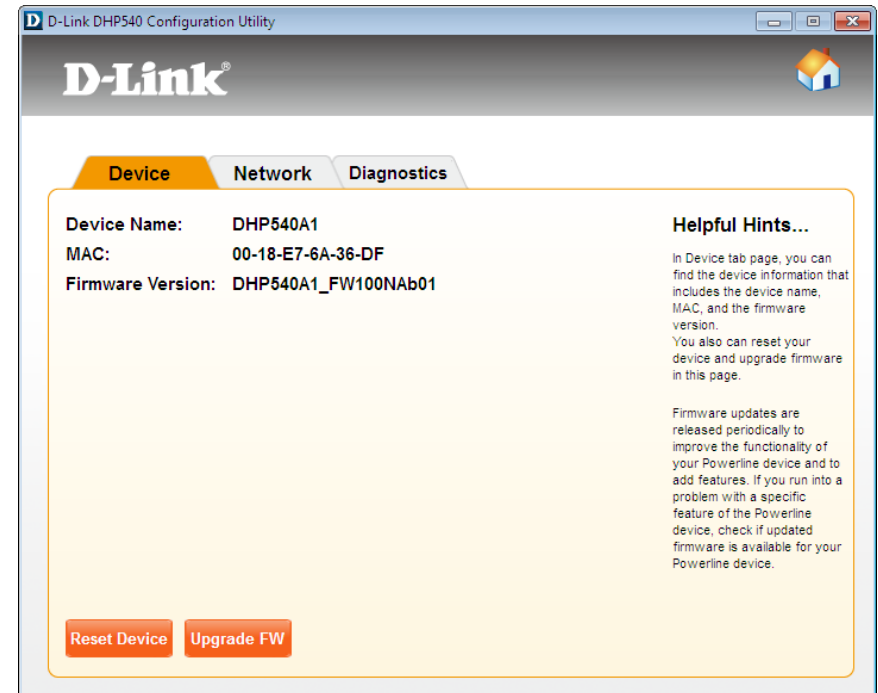 D-Link DHP540 Configuration Utility
D-Link®
Device Network Diagnostics
Device Name: DHP540A1
MAC: 00-18-E7-6A-36-DF
Firmware Version: DHP540A1_FW100NAb01
Helpful Hints...
In Device tab page, you can
find the device information that
includes the device name,
MAC, and the firmware
version.
You also can reset your
device and upgrade firmware
in this page.
Firmware updates are
released periodically to
improve the functionality of
your Powerline device and to
add features. If you run into a
problem with a specific
feature of the Powerline
device, check if updated
firmware is available for your
Powerline device.
Reset Device Upgrade FW